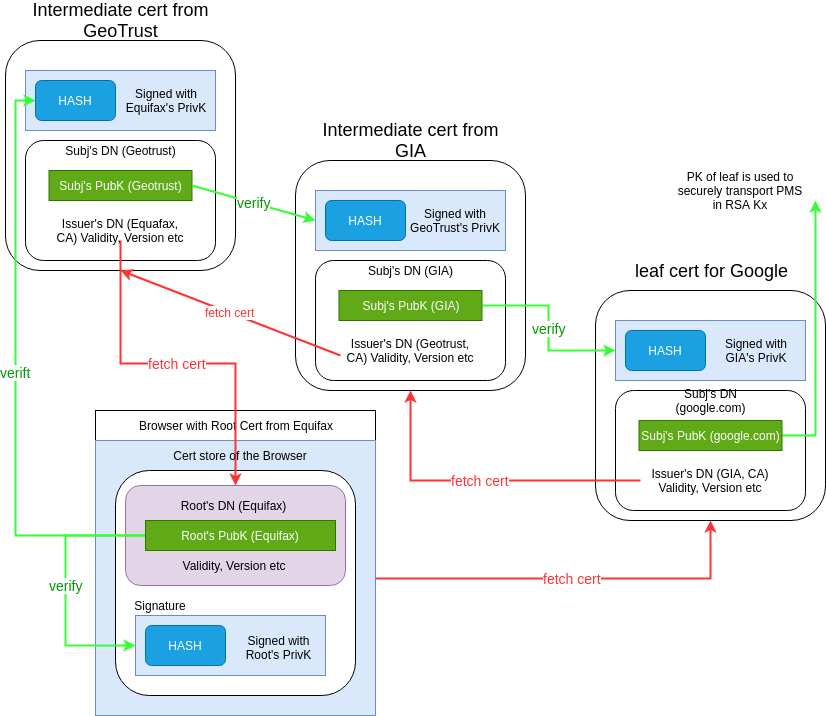 Intermediate cert from
GeoTrust
HASH
Signed with
Equifax's PrivK
Subj's DN (Geotrust)
Subj's PubK (Geotrust)
Issuer's DN (Equafax,
CA) Validity, Version etc
verify
Intermediate cert from
GIA
HASH
Signed with
GeoTrust's PrivK
Subj's DN (GIA)
Subj's PubK (GIA)
Issuer's DN (Geotrust,
CA) Validity, Version etc
fetch cert
verify
PK of leaf is used to
securely transport PMS
in RSA Kx
leaf cert for Google
HASH
Signed with
GIA's PrivK
Subj's DN
(google.com)
Subj's PubK (google.com)
Issuer's DN (GIA, CA)
Validity, Version etc
fetch cert
verift
fetch cert
Browser with Root Cert from Equifax
Cert store of the Browser
Root's DN (Equifax)
Root's PubK (Equifax)
Validity, Version etc
verify
fetch cert
Signature
HASH
Signed with
Root's PrivK